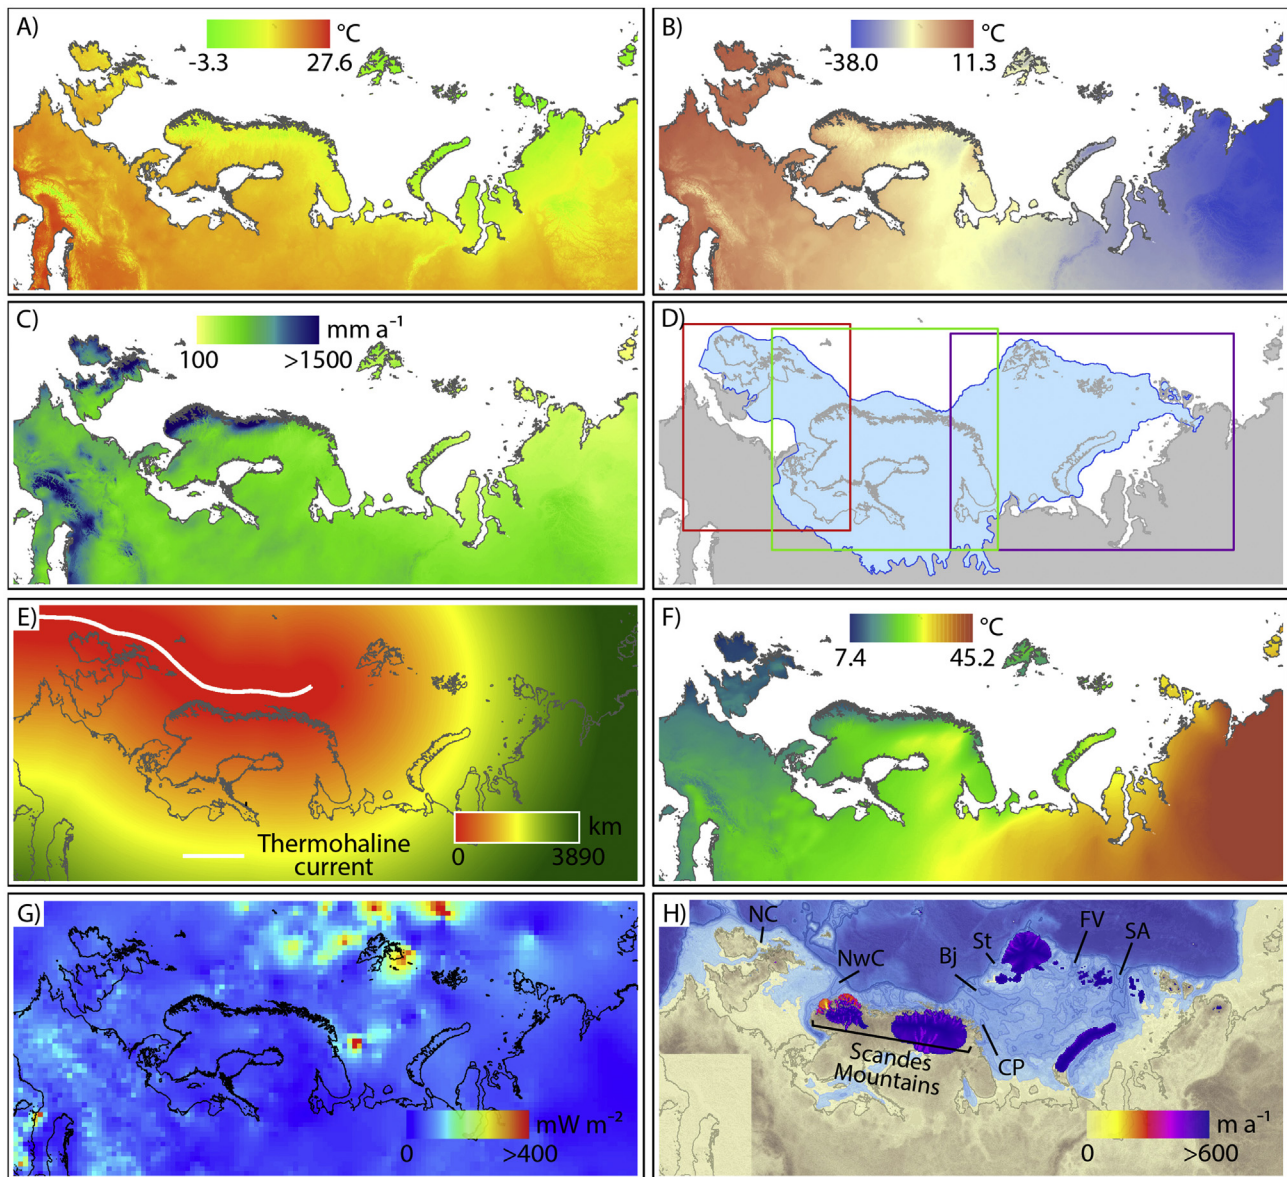 A)
°C
-3.3 27.6
B)
°C
-38.0 11.3
C)
mm a⁻¹
100 >1500
D)
E)
Thermohaline
current
km
0 3890
F)
°C
7.4 45.2
G)
mW m⁻²
0 >400
H)
NC
NwC
Bj
St
FV
SA
CP
Scandes
Mountains
m a⁻¹
0 >600